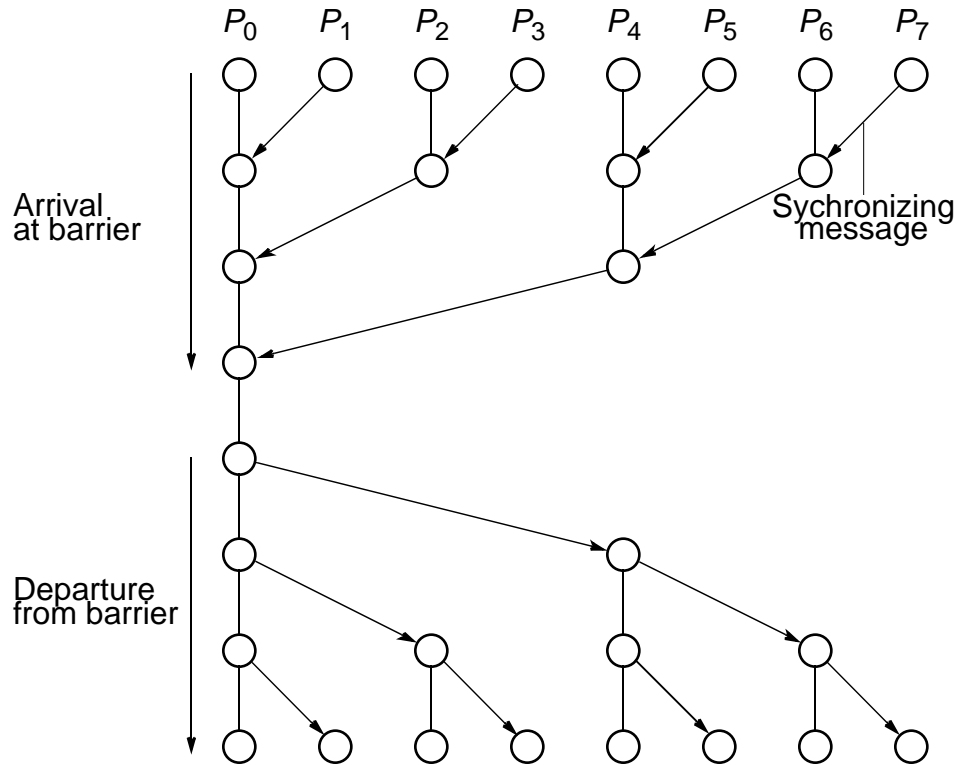 P0 P1 P2 P3 P4 P5 P6 P7
Arrival
at barrier
Sychronizing
message
Departure
from barrier